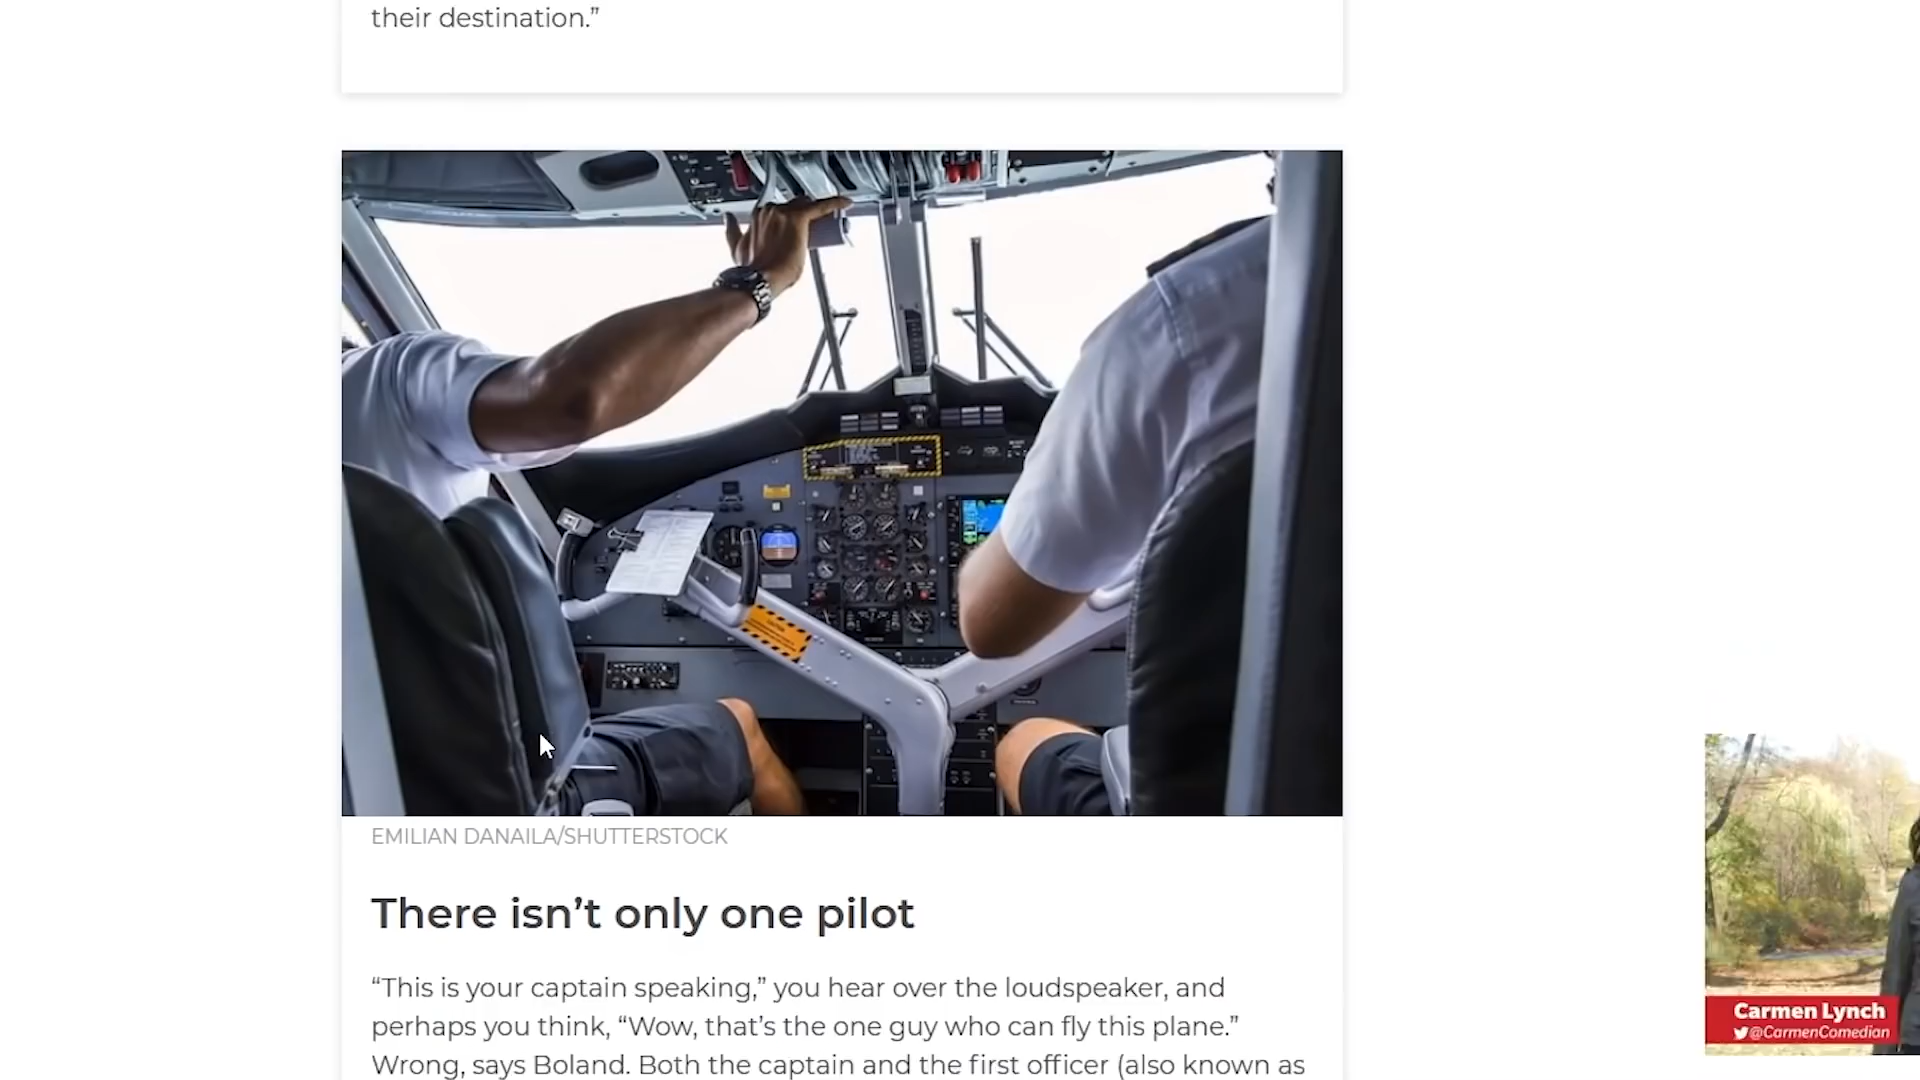 their destination.”
EMILIAN DANAILA/SHUTTERSTOCK
There isn’t only one pilot
“This is your captain speaking,” you hear over the loudspeaker, and
perhaps you think, “Wow, that’s the one guy who can fly this plane.”
Wrong, says Boland. Both the captain and the first officer (also known as
Carmen Lynch
@CarmenComedian